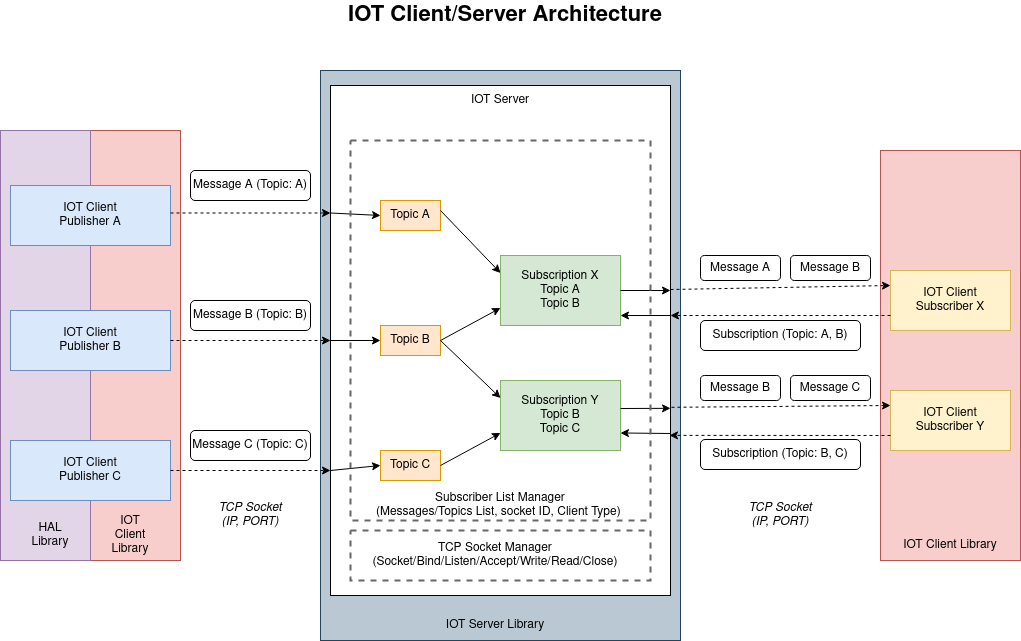 IOT Client/Server Architecture
IOT Server
IOT Client
Publisher A
Message A (Topic: A)
Topic A
IOT Client
Publisher B
Message B (Topic: B)
Topic B
IOT Client
Publisher C
Message C (Topic: C)
Topic C
HAL
Library
IOT
Client
Library
TCP Socket
(IP, PORT)
Subscription X
Topic A
Topic B
Subscription Y
Topic B
Topic C
Subscriber List Manager
(Messages/Topics List, socket ID, Client Type)
TCP Socket Manager
(Socket/Bind/Listen/Accept/Write/Read/Close)
IOT Server Library
Message A
Message B
Subscription (Topic: A, B)
IOT Client
Subscriber X
Message B
Message C
Subscription (Topic: B, C)
IOT Client
Subscriber Y
TCP Socket
(IP, PORT)
IOT Client Library